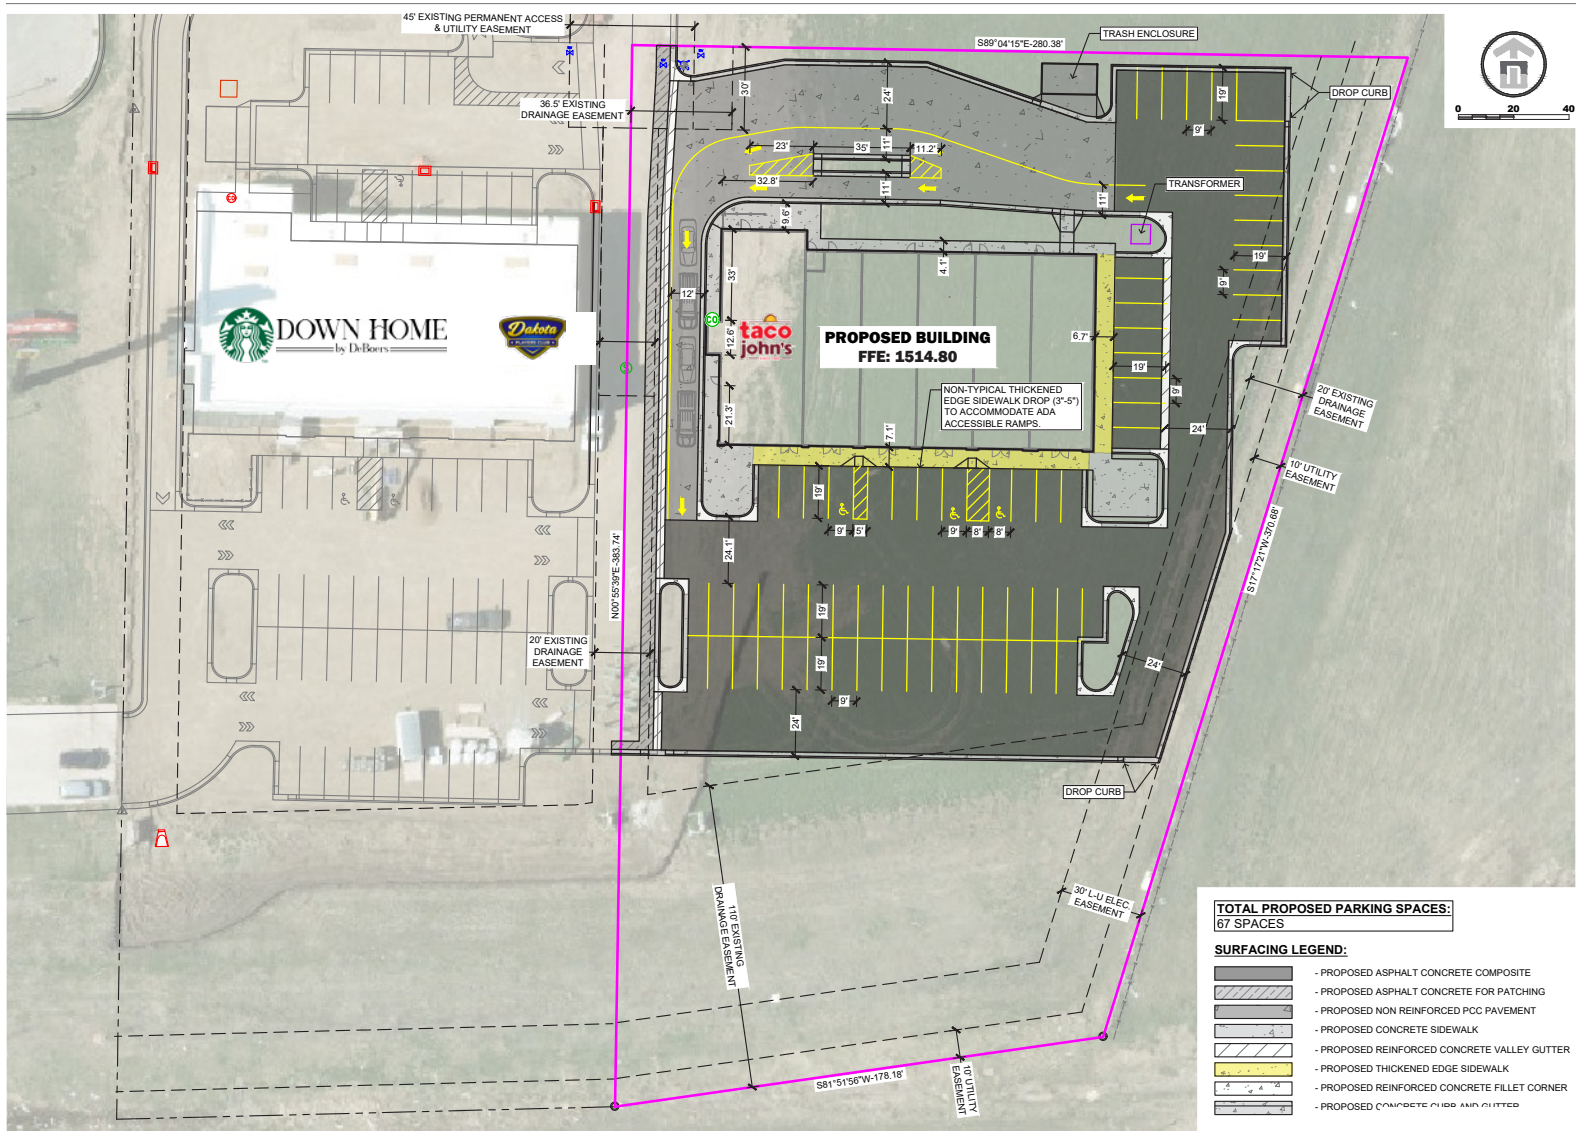 45' EXISTING PERMANENT ACCESS
& UTILITY EASEMENT
S89°04'15"E-280.38'
TRASH ENCLOSURE
DROP CURB
0 20 40
36.5' EXISTING
DRAINAGE EASEMENT
30'
24'
19'
9'
23'
35'
11'
11.2'
32.8'
11'
11'
TRANSFORMER
9.6'
4.1'
33'
12'
12.6'
21.3'
19'
9'
6.7'
19'
9'
24'
DOWN HOME
by DeBoers
Dakota
PLAYERS CLUB
CO
taco
john's
PROPOSED BUILDING
FFE: 1514.80
NON-TYPICAL THICKENED
EDGE SIDEWALK DROP (3"-5")
TO ACCOMMODATE ADA
ACCESSIBLE RAMPS.
7.1'
20' EXISTING
DRAINAGE
EASEMENT
10' UTILITY
EASEMENT
S17°17'21"W-370.68'
N00°55'39"E-383.74'
19'
9'
5'
9'
8'
8'
24.1'
19'
19'
9'
24'
24'
20' EXISTING
DRAINAGE
EASEMENT
DROP CURB
110' EXISTING
DRAINAGE EASEMENT
30' L-U ELEC.
EASEMENT
S81°51'56"W-178.18'
10' UTILITY
EASEMENT
TOTAL PROPOSED PARKING SPACES:
67 SPACES
SURFACING LEGEND:
- PROPOSED ASPHALT CONCRETE COMPOSITE
- PROPOSED ASPHALT CONCRETE FOR PATCHING
- PROPOSED NON REINFORCED PCC PAVEMENT
- PROPOSED CONCRETE SIDEWALK
- PROPOSED REINFORCED CONCRETE VALLEY GUTTER
- PROPOSED THICKENED EDGE SIDEWALK
- PROPOSED REINFORCED CONCRETE FILLET CORNER
- PROPOSED CONCRETE CURB AND GUTTER